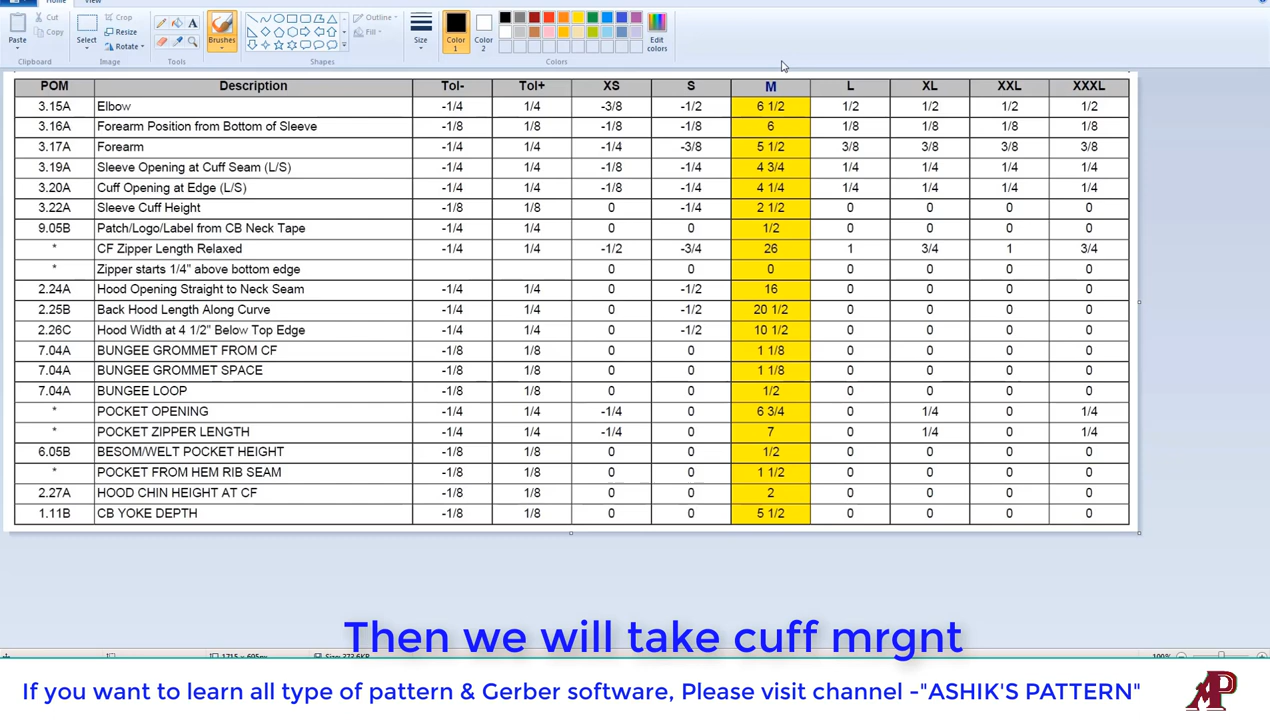 Home View
Cut
Copy
Paste
Clipboard
Select
Crop
Resize
Rotate
Image
A
Tools
Brushes
Shapes
Outline
Fill
Size
Color 1
Color 2
Colors
Edit colors
POM Description Tol- Tol+ XS S M L XL XXL XXXL
3.15A Elbow -1/4 1/4 -3/8 -1/2 6 1/2 1/2 1/2 1/2 1/2
3.16A Forearm Position from Bottom of Sleeve -1/8 1/8 -1/8 -1/8 6 1/8 1/8 1/8 1/8
3.17A Forearm -1/4 1/4 -1/4 -3/8 5 1/2 3/8 3/8 3/8 3/8
3.19A Sleeve Opening at Cuff Seam (L/S) -1/4 1/4 -1/8 -1/4 4 3/4 1/4 1/4 1/4 1/4
3.20A Cuff Opening at Edge (L/S) -1/4 1/4 -1/8 -1/4 4 1/4 1/4 1/4 1/4 1/4
3.22A Sleeve Cuff Height -1/8 1/8 0 -1/4 2 1/2 0 0 0 0
9.05B Patch/Logo/Label from CB Neck Tape -1/4 1/4 0 0 1/2 0 0 0 0
* CF Zipper Length Relaxed -1/4 1/4 -1/2 -3/4 26 1 3/4 1 3/4
* Zipper starts 1/4" above bottom edge 0 0 0 0 0 0 0
2.24A Hood Opening Straight to Neck Seam -1/4 1/4 0 -1/2 16 0 0 0 0
2.25B Back Hood Length Along Curve -1/4 1/4 0 -1/2 20 1/2 0 0 0 0
2.26C Hood Width at 4 1/2" Below Top Edge -1/4 1/4 0 -1/2 10 1/2 0 0 0 0
7.04A BUNGEE GROMMET FROM CF -1/8 1/8 0 0 1 1/8 0 0 0 0
7.04A BUNGEE GROMMET SPACE -1/8 1/8 0 0 1 1/8 0 0 0 0
7.04A BUNGEE LOOP -1/8 1/8 0 0 1/2 0 0 0 0
* POCKET OPENING -1/4 1/4 -1/4 0 6 3/4 0 1/4 0 1/4
* POCKET ZIPPER LENGTH -1/4 1/4 -1/4 0 7 0 1/4 0 1/4
6.05B BESOM/WELT POCKET HEIGHT -1/8 1/8 0 0 1/2 0 0 0 0
* POCKET FROM HEM RIB SEAM -1/8 1/8 0 0 1 1/2 0 0 0 0
2.27A HOOD CHIN HEIGHT AT CF -1/8 1/8 0 0 2 0 0 0 0
1.11B CB YOKE DEPTH -1/8 1/8 0 0 5 1/2 0 0 0 0
Then we will take cuff mrgnt
If you want to learn all type of pattern & Gerber software, Please visit channel -"ASHIK'S PATTERN"
AP